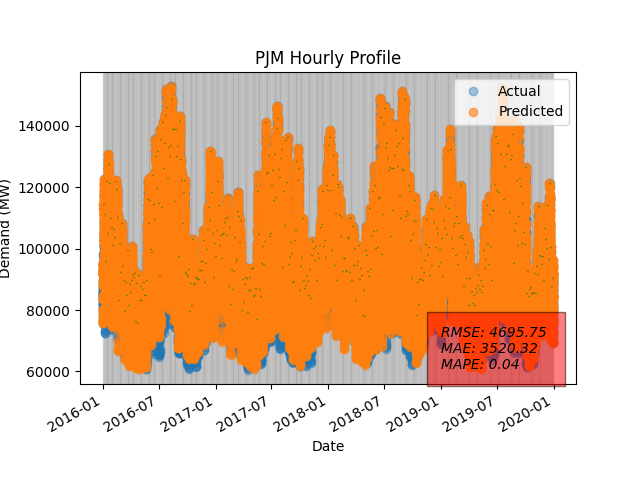 PJM Hourly Profile
Actual
Predicted
Demand (MW)
140000
120000
100000
80000
60000
RMSE: 4695.75
MAE: 3520.32
MAPE: 0.04
2016-01
2016-07
2017-01
2017-07
2018-01
2018-07
2019-01
2019-07
2020-01
Date